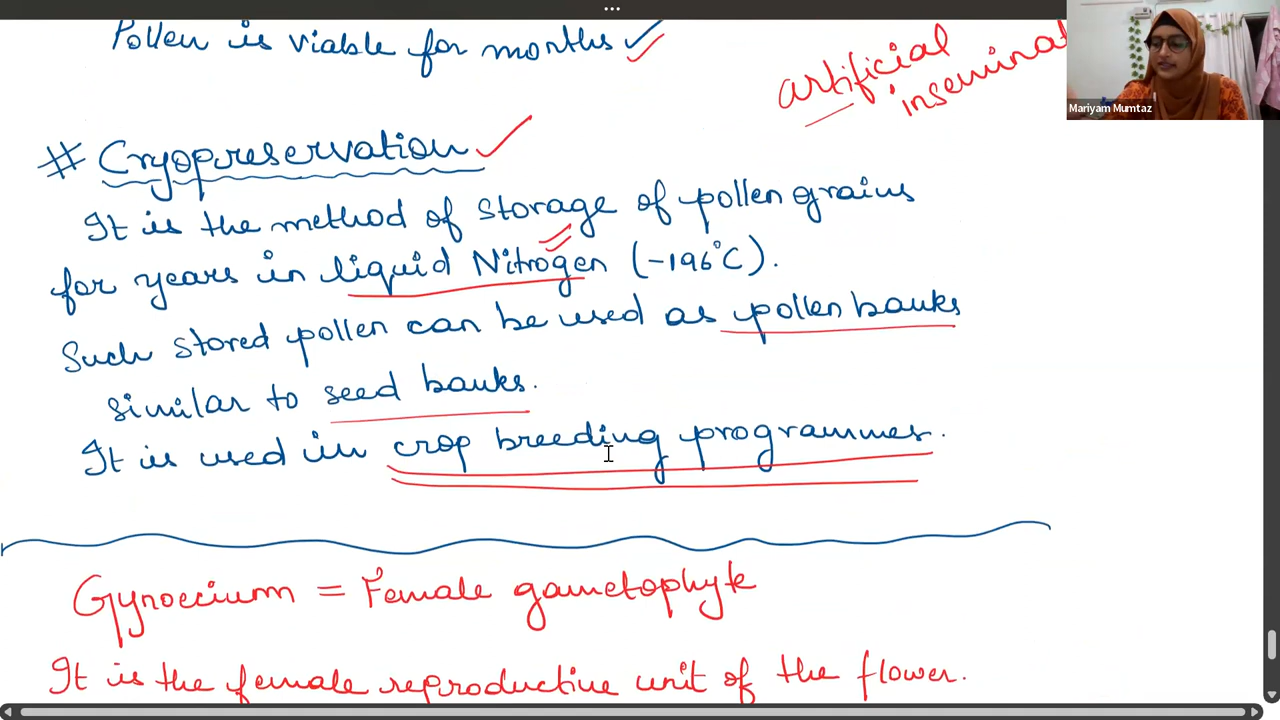 Pollen is viable for months
artificial
Mariyam Mumtaz
# Cryopreservation
It is the method of storage of pollen grains
for years in liquid Nitrogen (-196°C).
Such stored pollen can be used as pollen banks
similar to seed banks.
It is used in crop breeding programmes.
Gynoecium = Female gametophyte
It is the female reproductive unit of the flower.